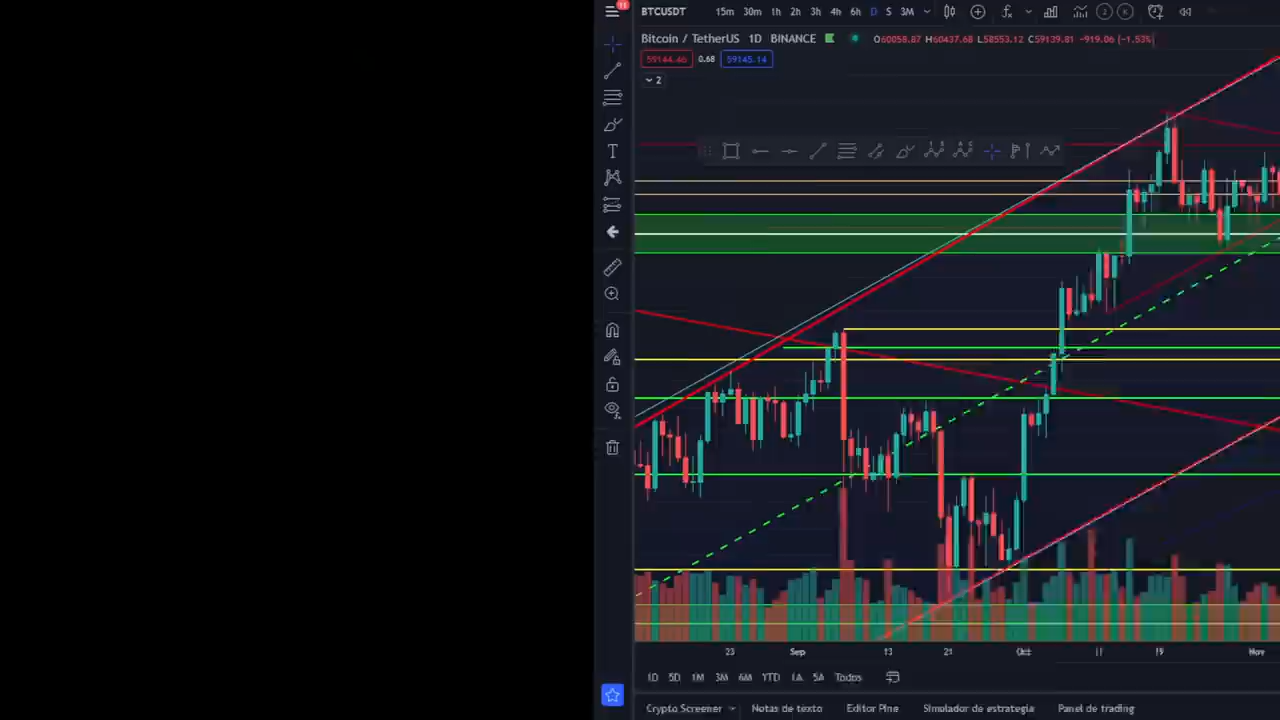 11
BTCUSDT 15m 30m 1h 2h 3h 4h 6h D S 3M
Bitcoin / TetherUS 1D BINANCE O60058.87 H60437.68 L58553.12 C59139.81 -919.06 (-1.53%)
59144.46 0.68 59145.14
2
23 Sep 13 21 Oct 11 19 Nov
1D 5D 1M 3M 6M YTD 1A 5A Todos
Crypto Screener Notas de texto Editor Pine Simulador de estrategia Panel de trading